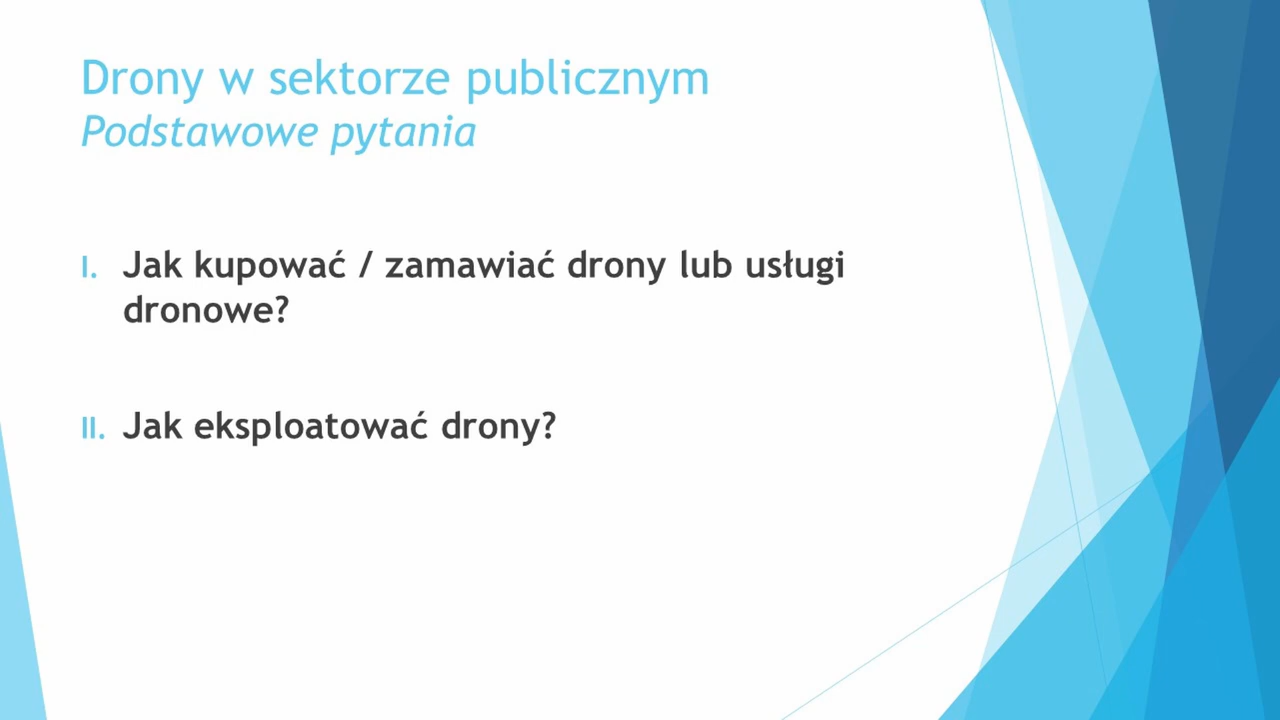 Drony w sektorze publicznym
Podstawowe pytania
I. Jak kupować / zamawiać drony lub usługi
dronowe?
II. Jak eksploatować drony?